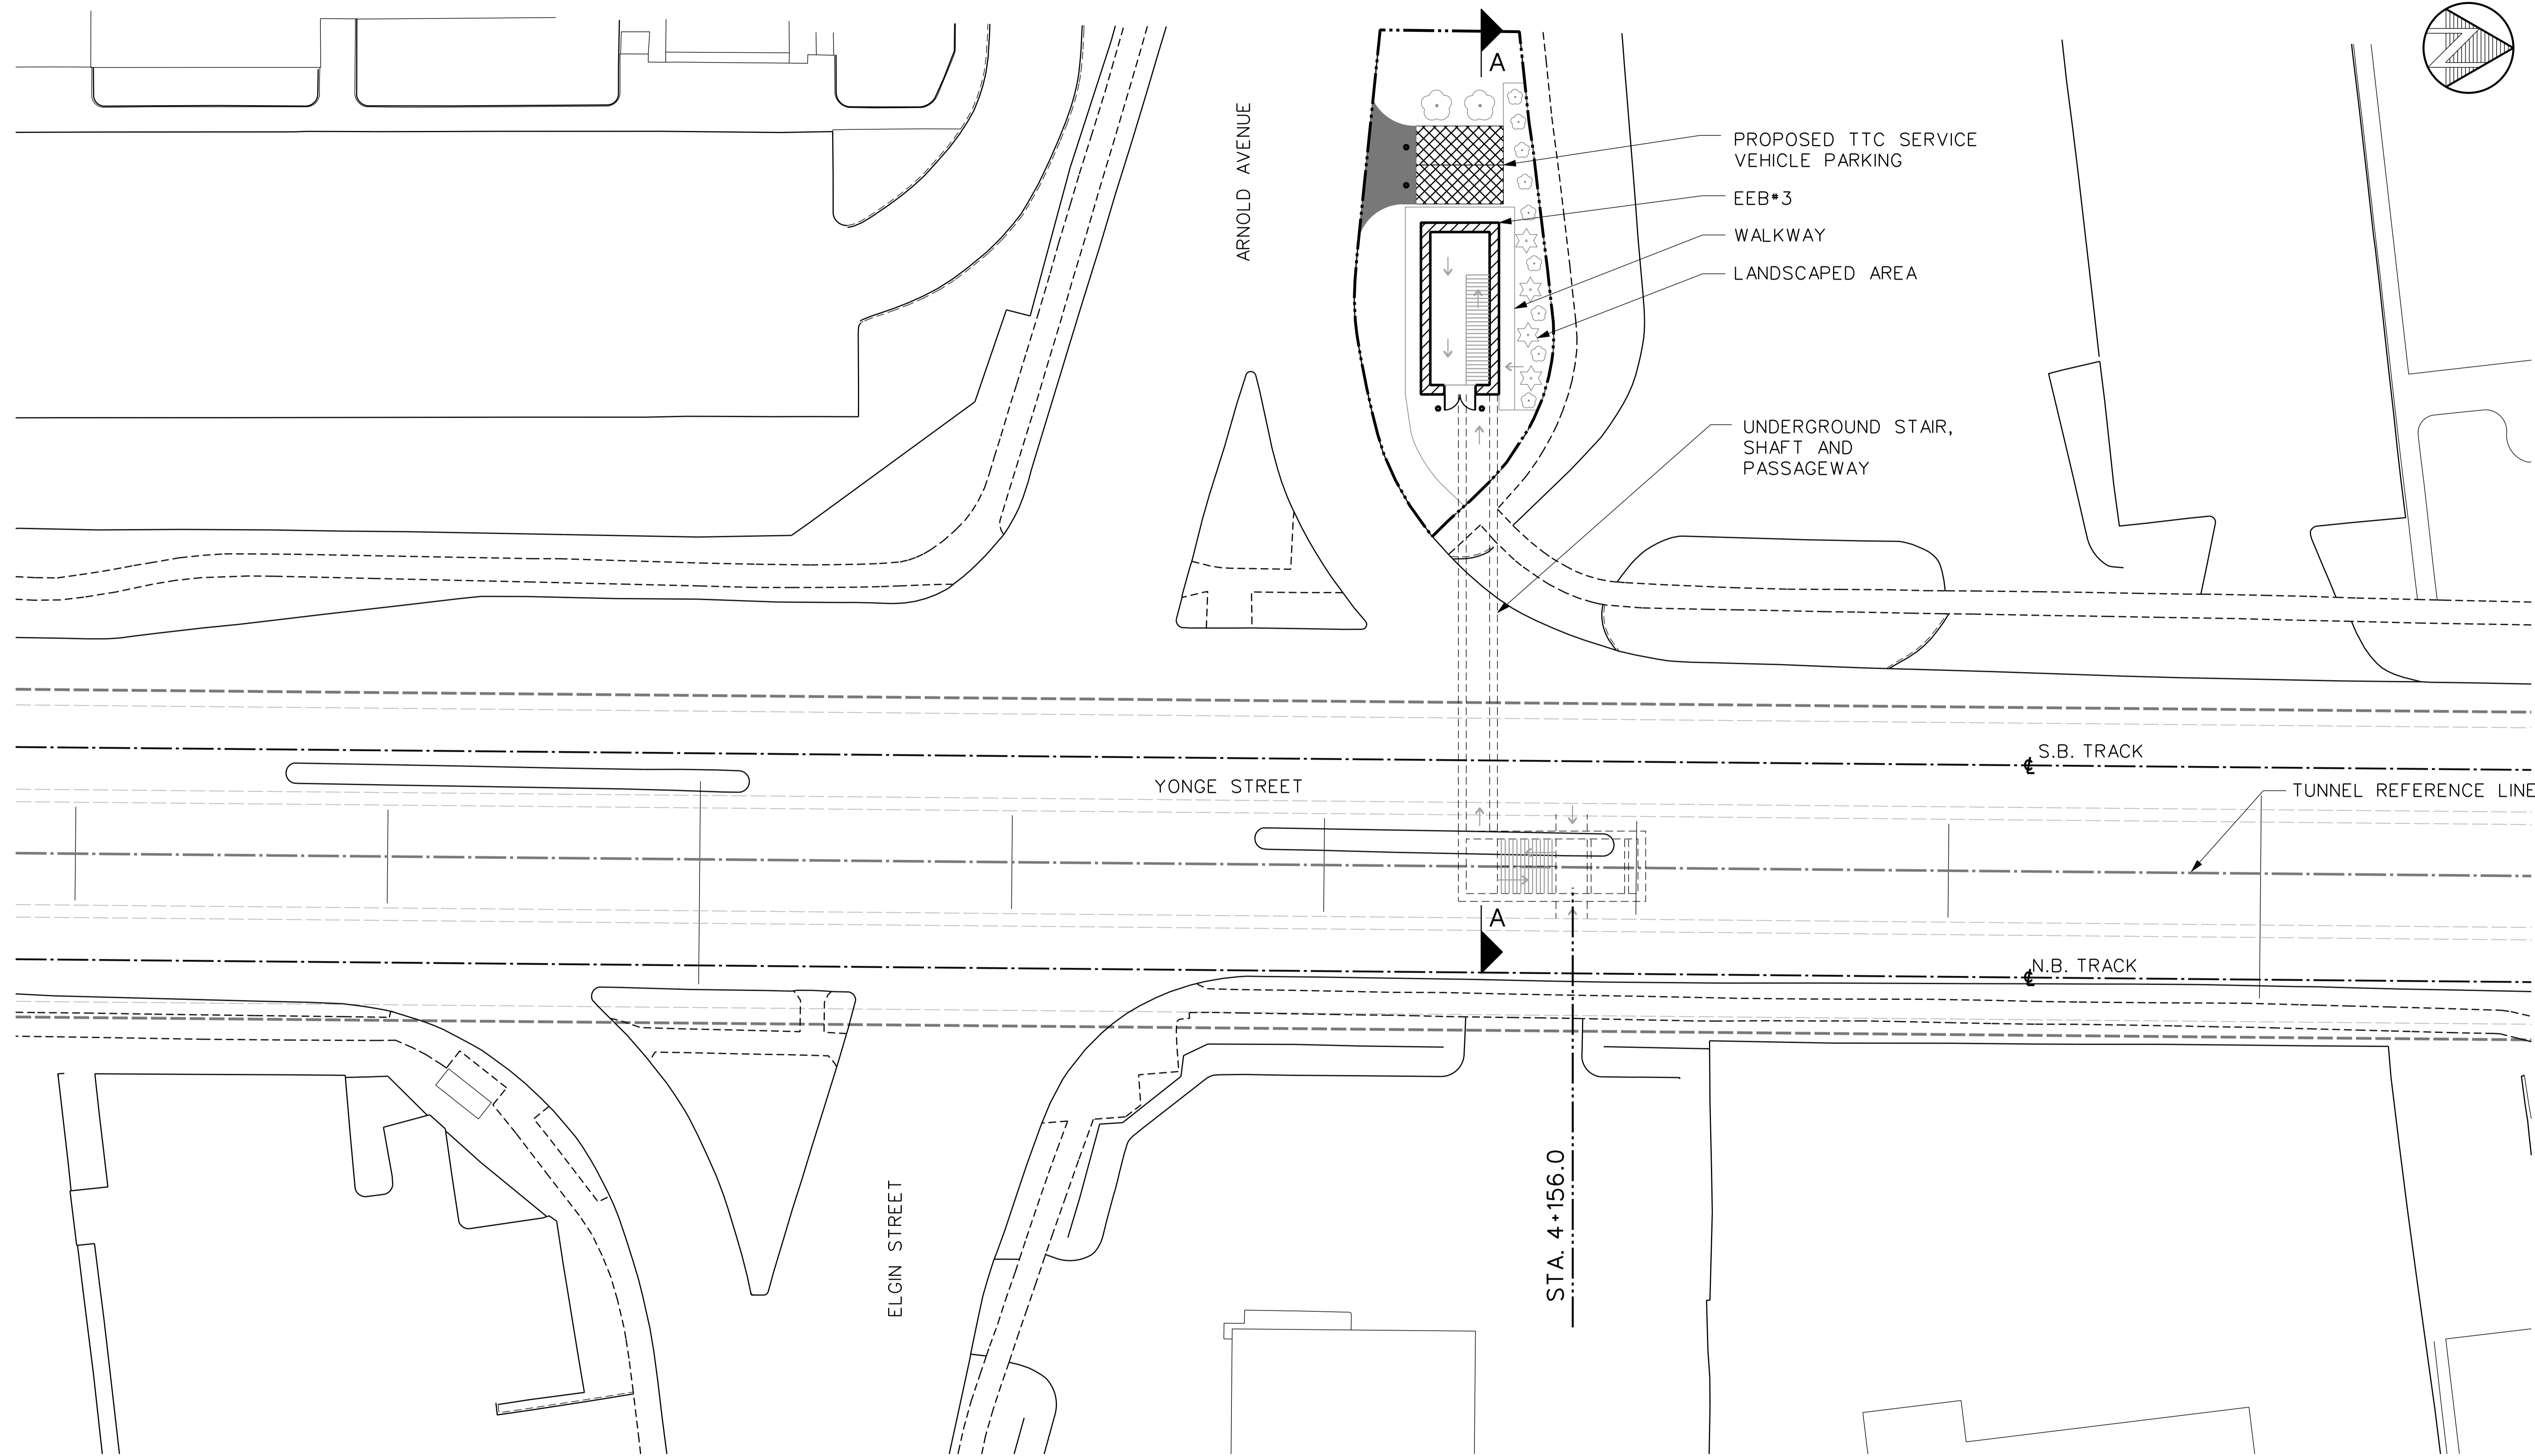 A
N
ARNOLD AVENUE
PROPOSED TTC SERVICE
VEHICLE PARKING
EEB#3
WALKWAY
LANDSCAPED AREA
UNDERGROUND STAIR,
SHAFT AND
PASSAGEWAY
℄ S.B. TRACK
YONGE STREET
TUNNEL REFERENCE LINE
A
℄ N.B. TRACK
STA. 4+156.0
ELGIN STREET